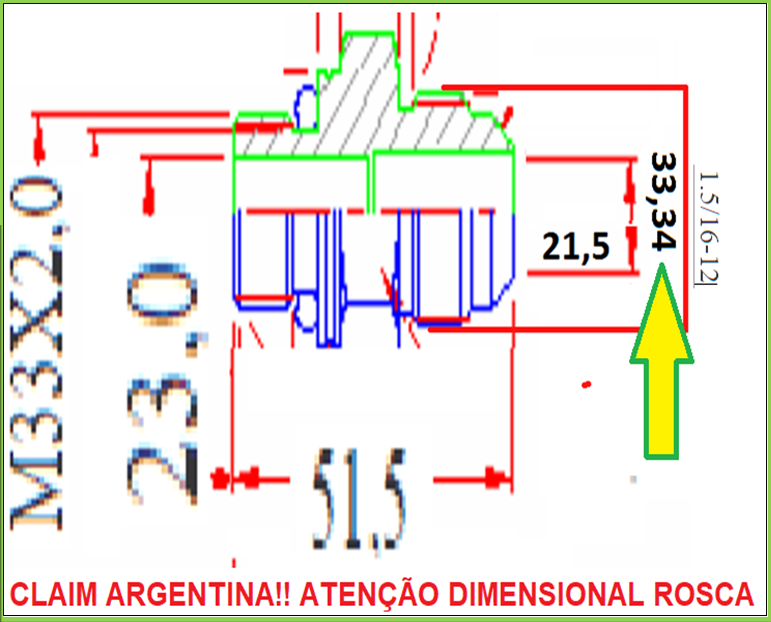 M33X2,0
23,0
21,5
33,34
1.5/16-12
51,5
CLAIM ARGENTINA!! ATENÇÃO DIMENSIONAL ROSCA